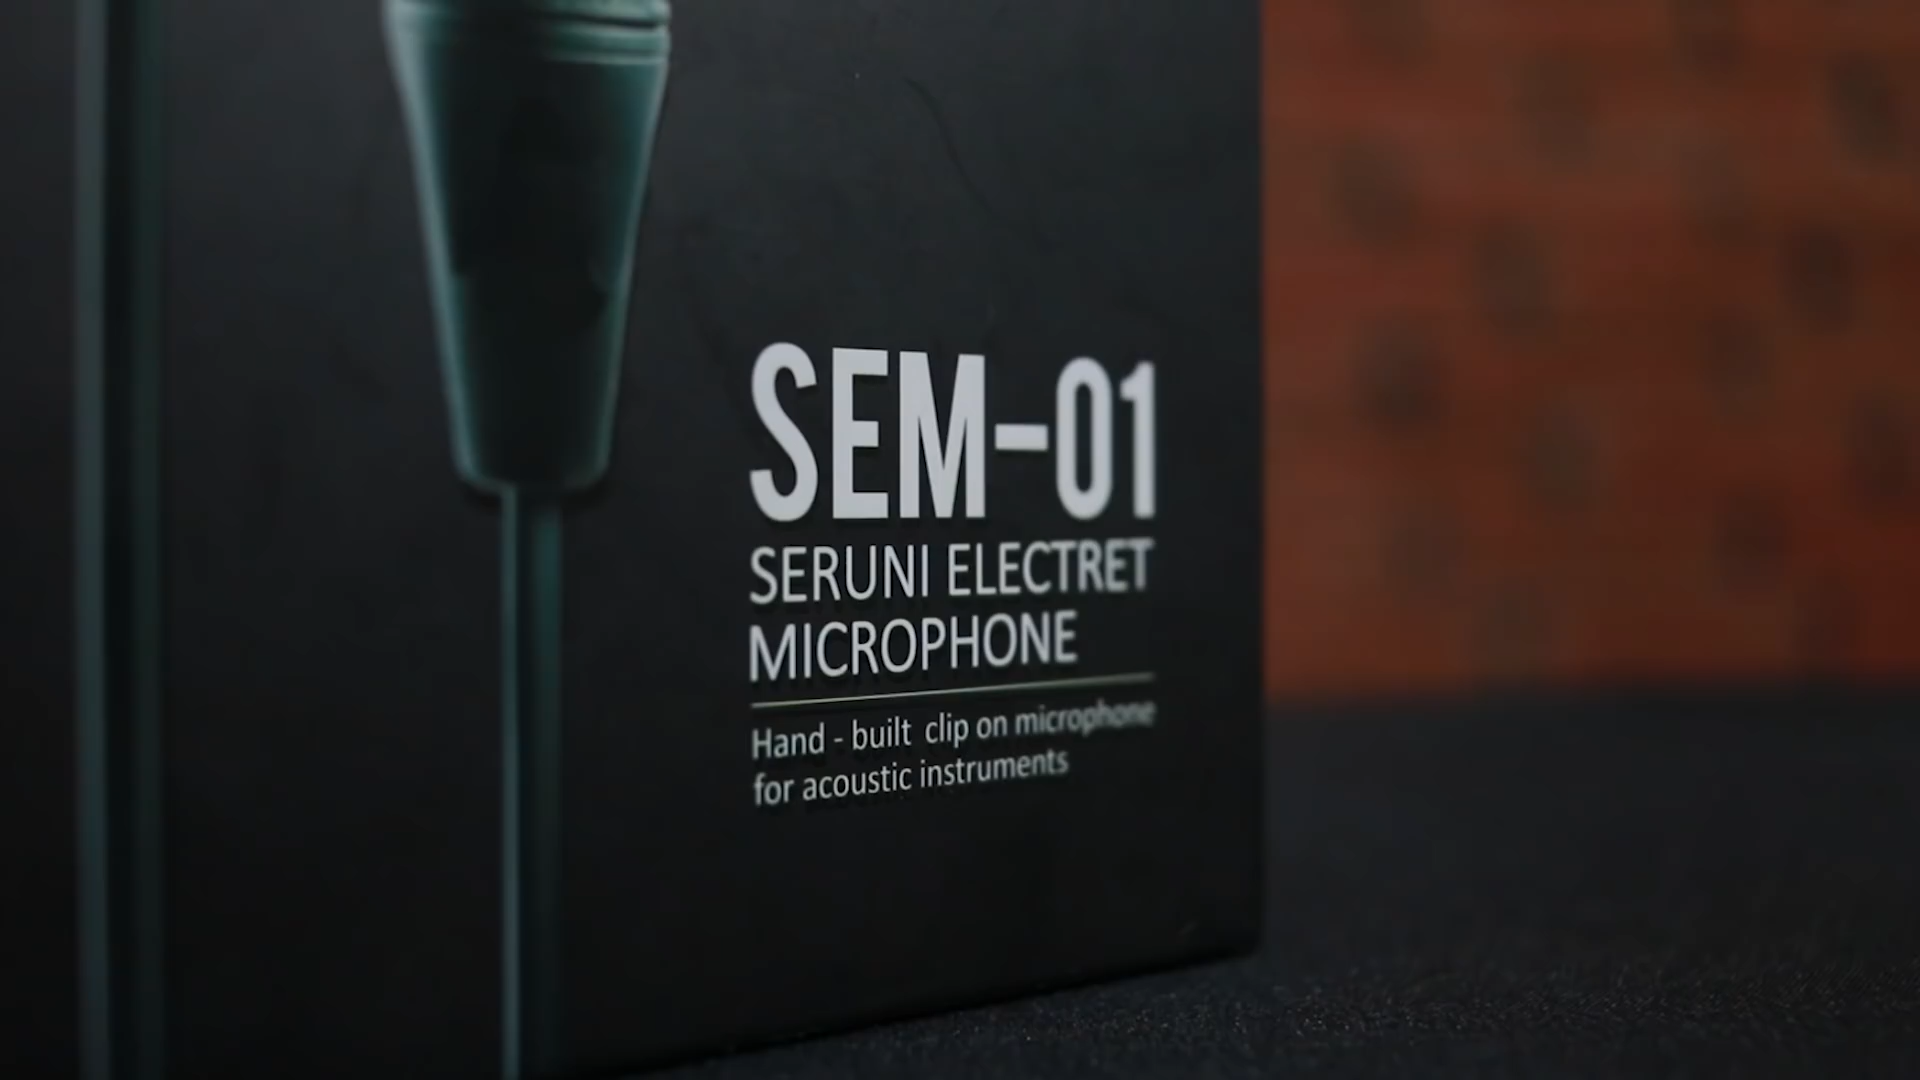 SEM-01
SERUNI ELECTRET
MICROPHONE
Hand - built clip on microphone
for acoustic instruments